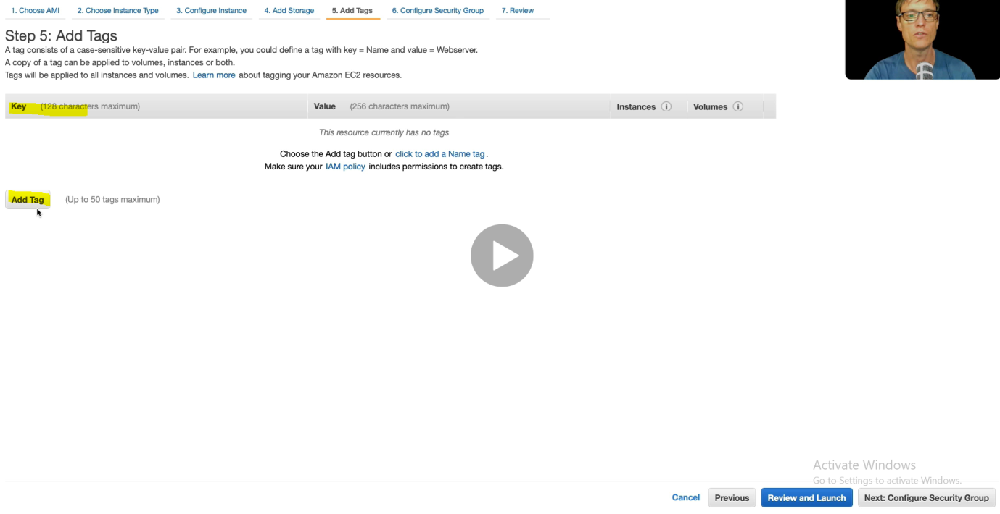 1. Choose AMI 2. Choose Instance Type 3. Configure Instance 4. Add Storage 5. Add Tags 6. Configure Security Group 7. Review
Step 5: Add Tags
A tag consists of a case-sensitive key-value pair. For example, you could define a tag with key = Name and value = Webserver.
A copy of a tag can be applied to volumes, instances or both.
Tags will be applied to all instances and volumes. Learn more about tagging your Amazon EC2 resources.
Key (128 characters maximum) Value (256 characters maximum) Instances Volumes
This resource currently has no tags
Choose the Add tag button or click to add a Name tag.
Make sure your IAM policy includes permissions to create tags.
Add Tag (Up to 50 tags maximum)
Activate Windows
Go to Settings to activate Windows.
Cancel Previous Review and Launch Next: Configure Security Group